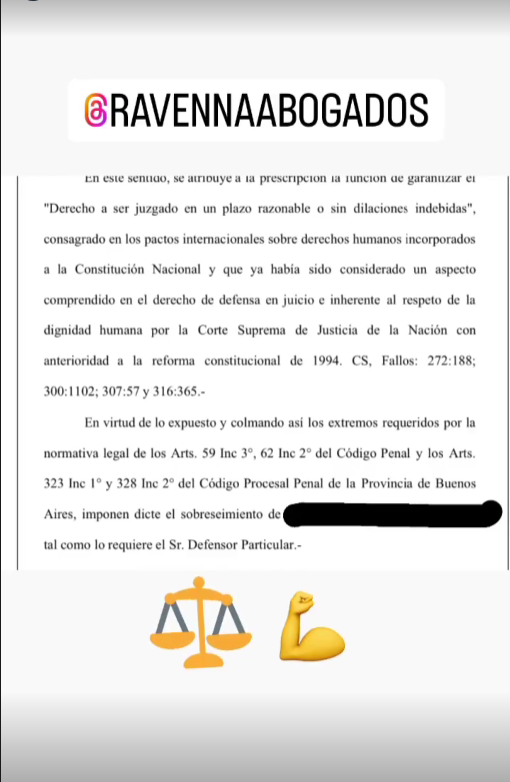 @RAVENNAABOGADOS
En este sentido, se atribuye a la prescripción la función de garantizar el
"Derecho a ser juzgado en un plazo razonable o sin dilaciones indebidas",
consagrado en los pactos internacionales sobre derechos humanos incorporados
a la Constitución Nacional y que ya había sido considerado un aspecto
comprendido en el derecho de defensa en juicio e inherente al respeto de la
dignidad humana por la Corte Suprema de Justicia de la Nación con
anterioridad a la reforma constitucional de 1994. CS, Fallos: 272:188;
300:1102; 307:57 y 316:365.-
En virtud de lo expuesto y colmando así los extremos requeridos por la
normativa legal de los Arts. 59 Inc 3°, 62 Inc 2° del Código Penal y los Arts.
323 Inc 1° y 328 Inc 2° del Código Procesal Penal de la Provincia de Buenos
Aires, imponen dicte el sobreseimiento de
tal como lo requiere el Sr. Defensor Particular.-